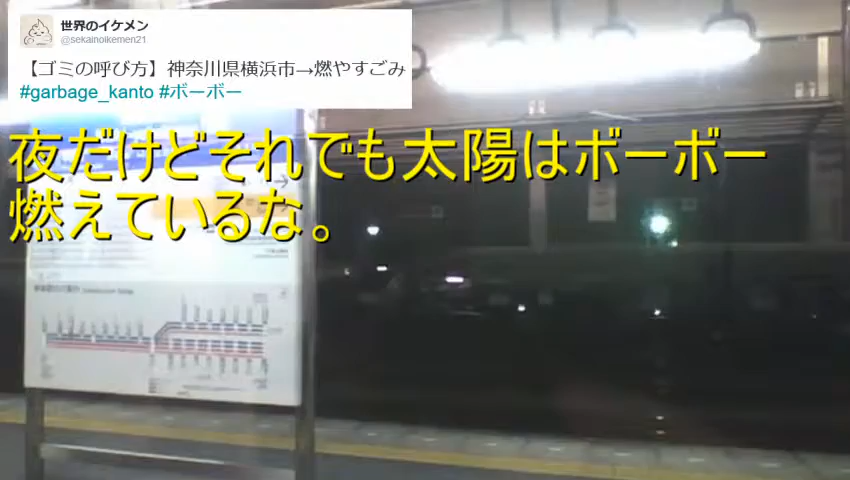 世界のイケメン
@sekainoikemen21
【ゴミの呼び方】神奈川県横浜市→燃やすごみ
#garbage_kanto #ボーボー
夜だけどそれでも太陽はボーボー
燃えているな。